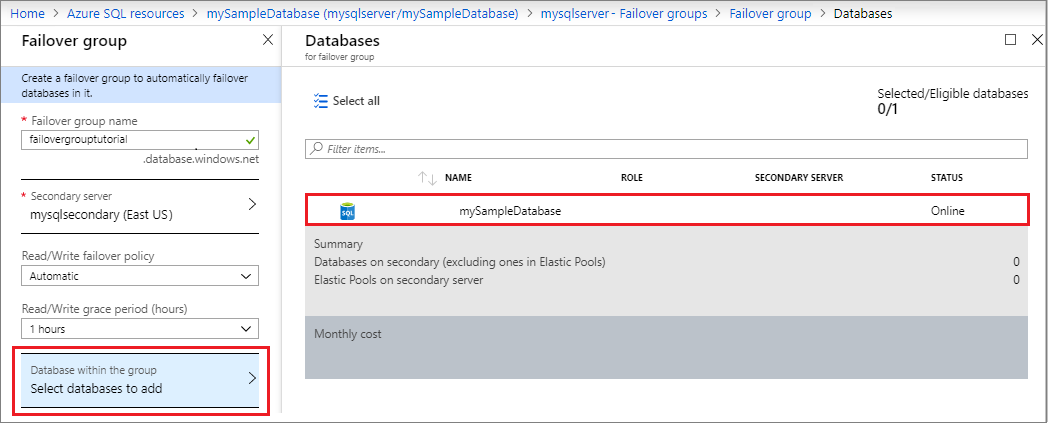 Home > Azure SQL resources > mySampleDatabase (mysqlserver/mySampleDatabase) > mysqlserver - Failover groups > Failover group > Databases
Failover group
Create a failover group to automatically failover
databases in it.
* Failover group name
failovergrouptutorial
.database.windows.net
* Secondary server
mysqlsecondary (East US)
Read/Write failover policy
Automatic
Read/Write grace period (hours)
1 hours
Database within the group
Select databases to add
Databases
for failover group
Select all
Selected/Eligible databases
0/1
Filter items...
NAME ROLE SECONDARY SERVER STATUS
SQL mySampleDatabase Online
Summary
Databases on secondary (excluding ones in Elastic Pools) 0
Elastic Pools on secondary server 0
Monthly cost